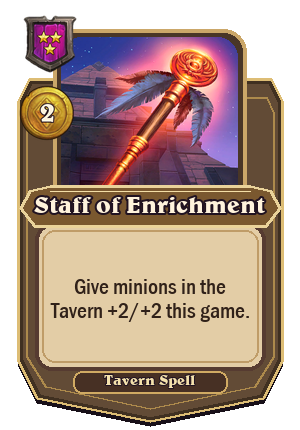 2
Staff of Enrichment
Give minions in the
Tavern +2/+2 this game.
Tavern Spell